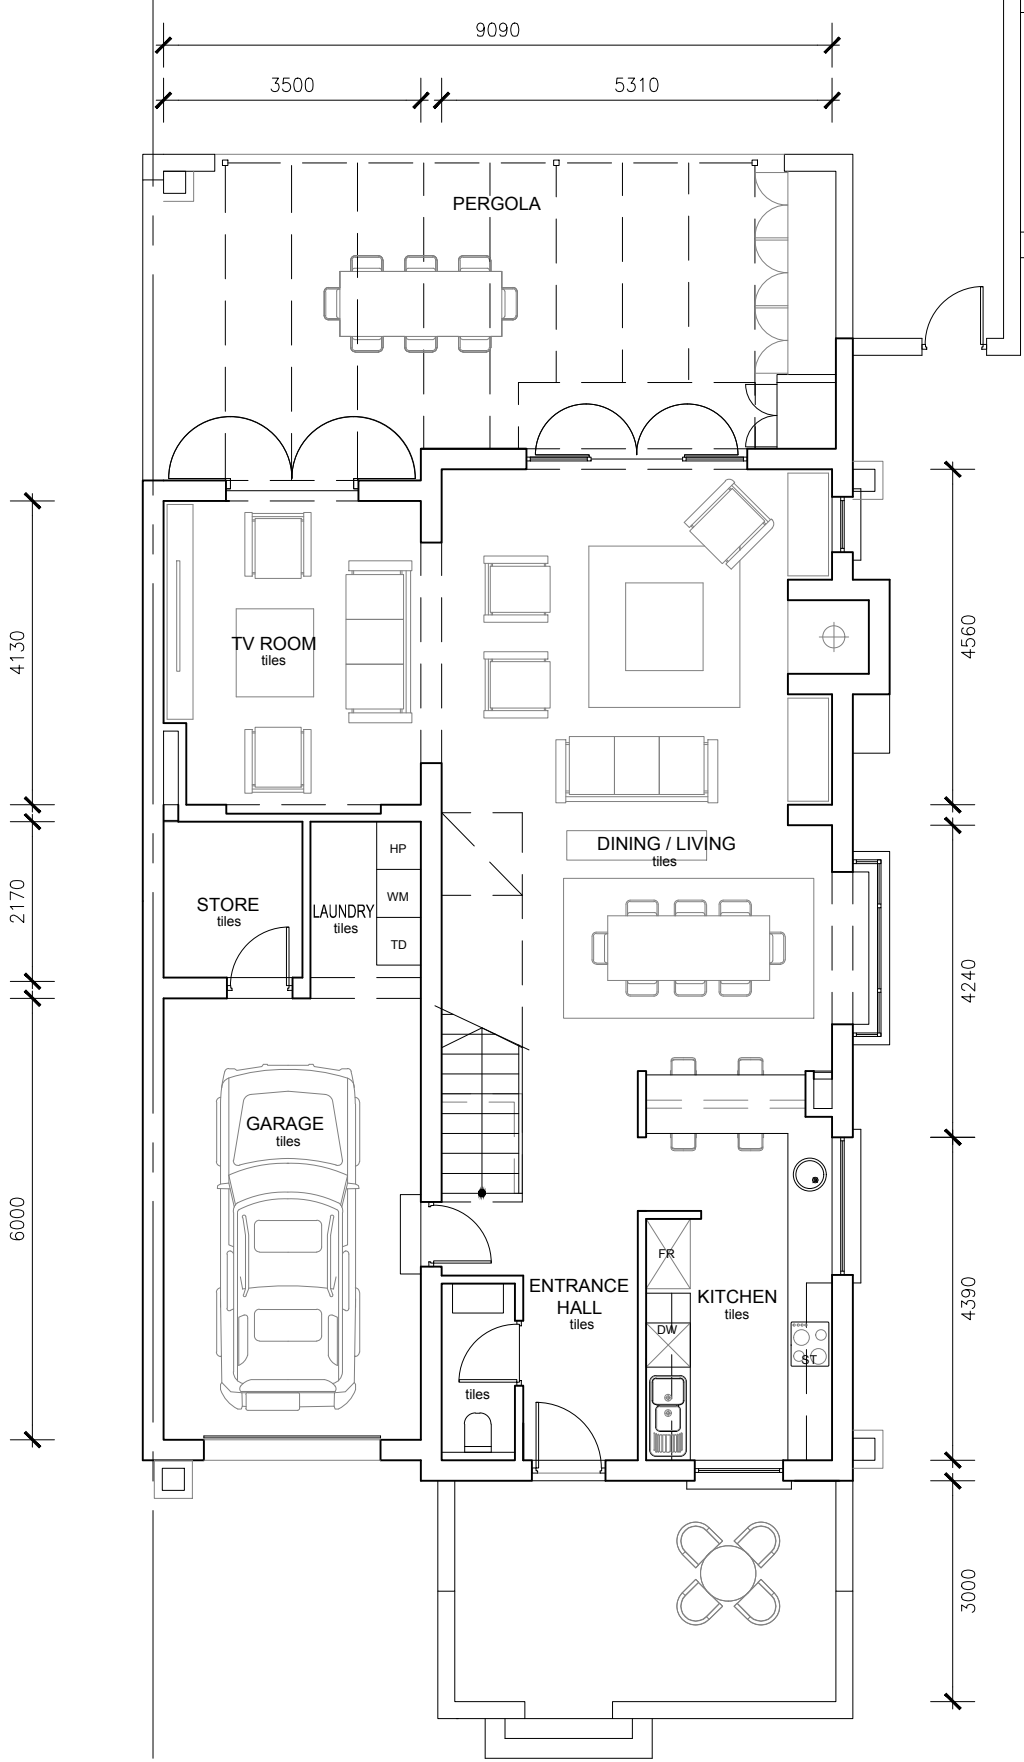 9090
3500
5310
PERGOLA
4130
4560
TV ROOM
tiles
DINING / LIVING
tiles
HP
WM
TD
STORE
tiles
LAUNDRY
tiles
2170
4240
GARAGE
tiles
6000
FR
ENTRANCE
HALL
tiles
KITCHEN
tiles
4390
DW
ST
tiles
3000